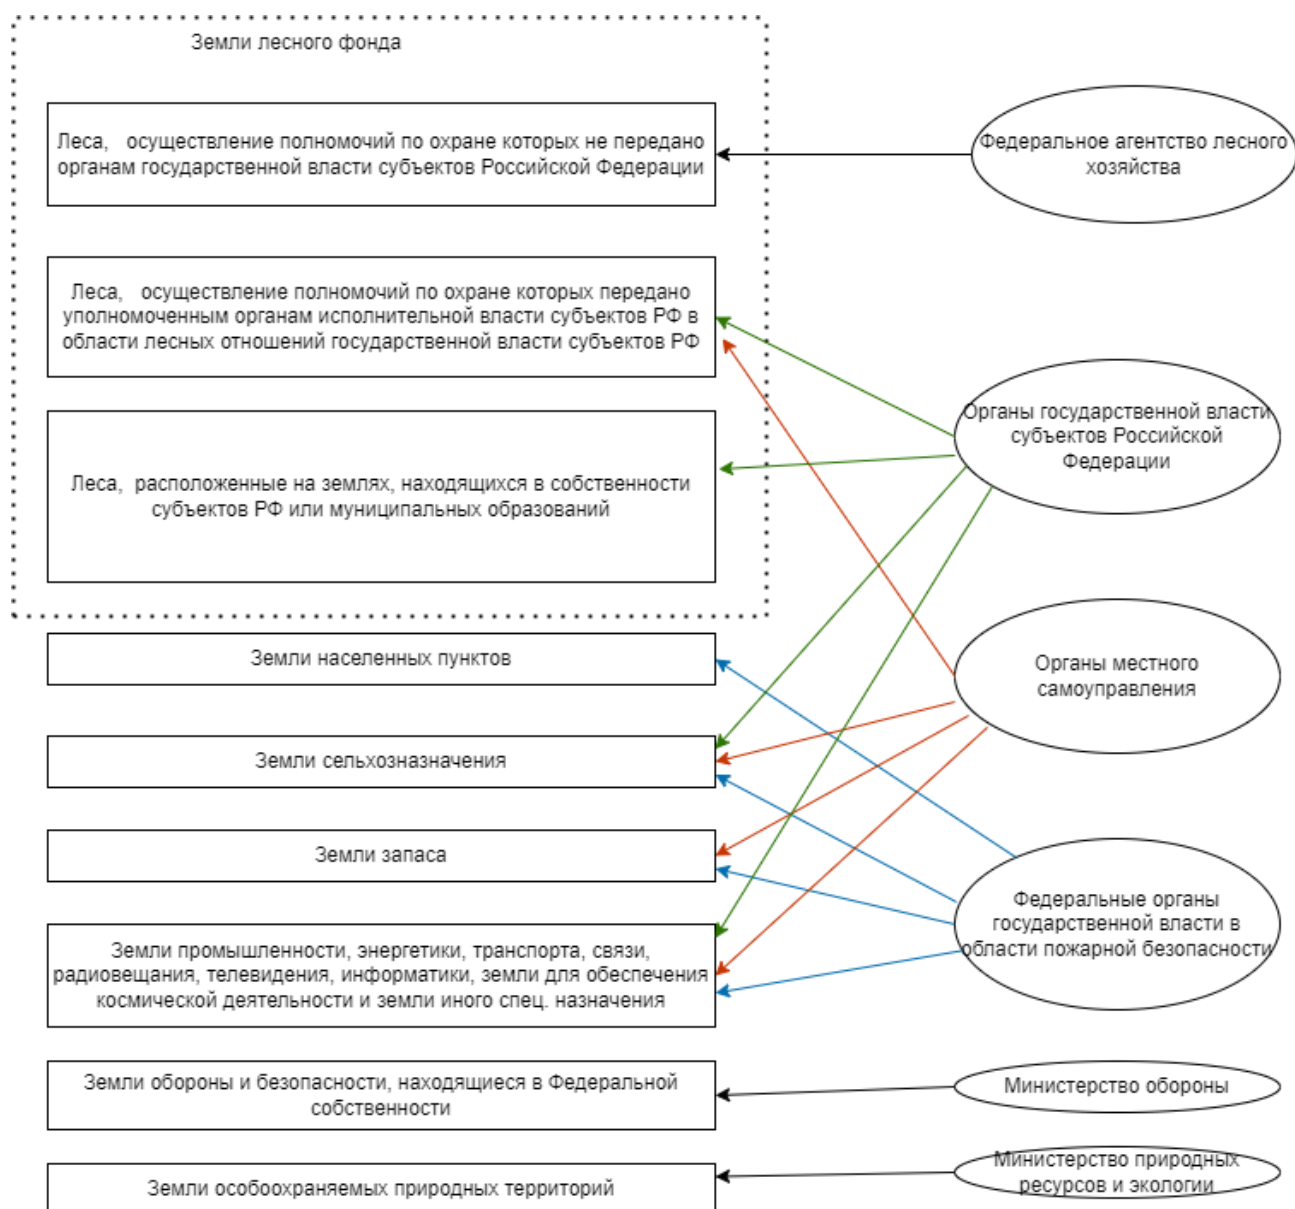 Земли лесного фонда
Леса, осуществление полномочий по охране которых не передано
органам государственной власти субъектов Российской Федерации
Федеральное агентство лесного
хозяйства
Леса, осуществление полномочий по охране которых передано
уполномоченным органам исполнительной власти субъектов РФ в
области лесных отношений государственной власти субъектов РФ
Органы государственной власти
субъектов Российской
Федерации
Леса, расположенные на землях, находящихся в собственности
субъектов РФ или муниципальных образований
Земли населенных пунктов
Органы местного
самоуправления
Земли сельхозназначения
Земли запаса
Федеральные органы
государственной власти в
области пожарной безопасности
Земли промышленности, энергетики, транспорта, связи,
радиовещания, телевидения, информатики, земли для обеспечения
космической деятельности и земли иного спец. назначения
Земли обороны и безопасности, находящиеся в Федеральной
собственности
Министерство обороны
Министерство природных
ресурсов и экологии
Земли особоохраняемых природных территорий